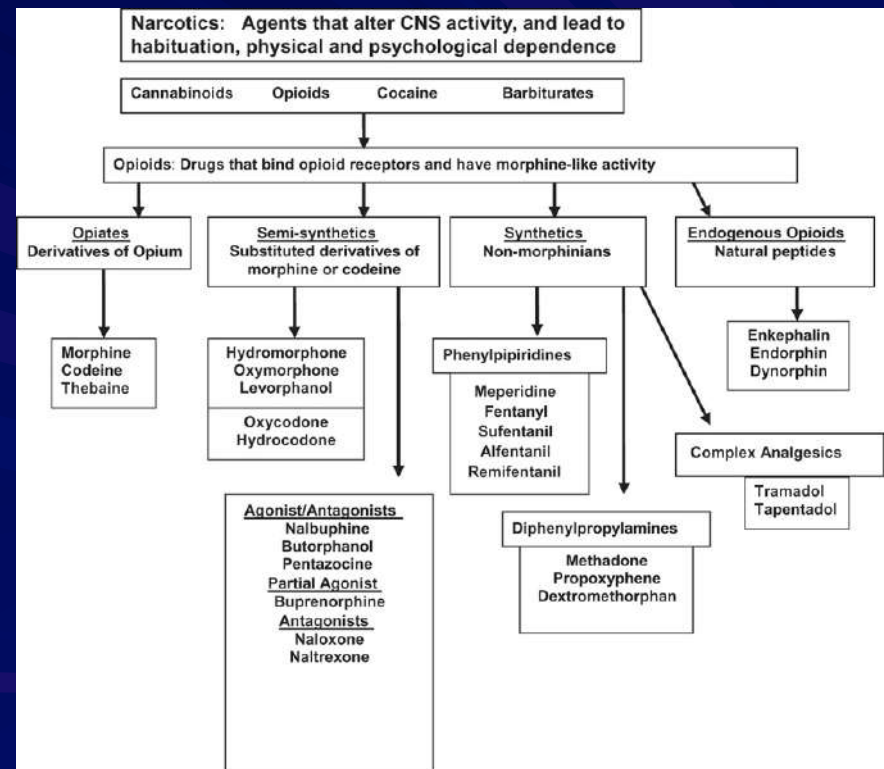 Narcotics: Agents that alter CNS activity, and lead to
habituation, physical and psychological dependence
Cannabinoids Opioids Cocaine Barbiturates
Opioids: Drugs that bind opioid receptors and have morphine-like activity
Opiates
Derivatives of Opium
Semi-synthetics
Substituted derivatives of
morphine or codeine
Synthetics
Non-morphinians
Endogenous Opioids
Natural peptides
Morphine
Codeine
Thebaine
Hydromorphone
Oxymorphone
Levorphanol
Oxycodone
Hydrocodone
Phenylpipiridines
Meperidine
Fentanyl
Sufentanil
Alfentanil
Remifentanil
Enkephalin
Endorphin
Dynorphin
Complex Analgesics
Tramadol
Tapentadol
Agonist/Antagonists
Nalbuphine
Butorphanol
Pentazocine
Partial Agonist
Buprenorphine
Antagonists
Naloxone
Naltrexone
Diphenylpropylamines
Methadone
Propoxyphene
Dextromethorphan